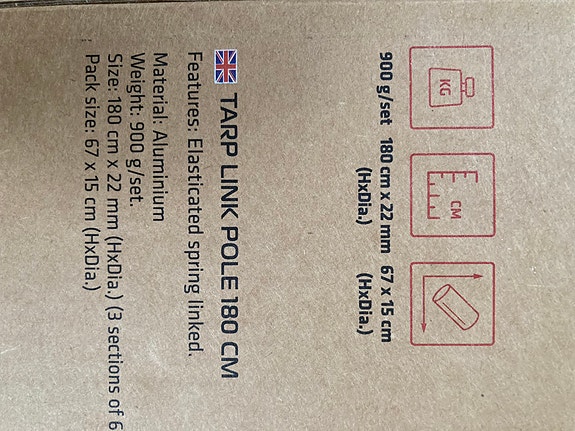 KG
CM
900 g/set 180 cm x 22 mm 67 x 15 cm
(HxDia.) (HxDia.)
TARP LINK POLE 180 CM
Features: Elasticated spring linked.
Material: Aluminium
Weight: 900 g/set.
Size: 180 cm x 22 mm (HxDia.) (3 sections of 6
Pack size: 67 x 15 cm (HxDia.)